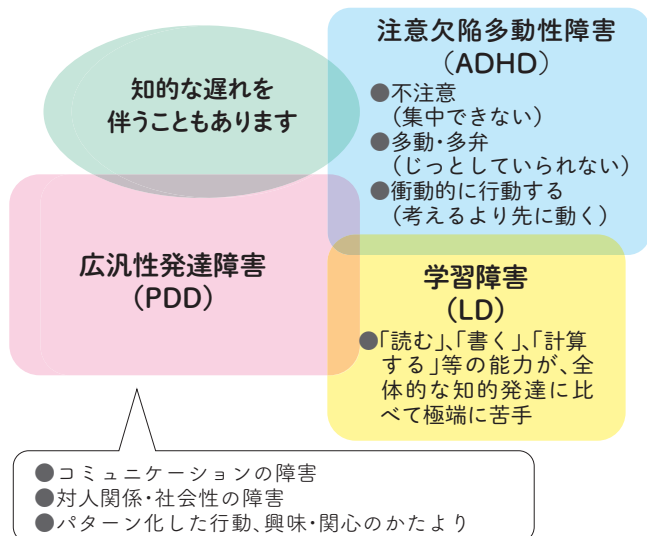 知的な遅れを
伴うこともあります
注意欠陥多動性障害
(ADHD)
●不注意
(集中できない)
●多動・多弁
(じっとしていられない)
●衝動的に行動する
(考えるより先に動く)
広汎性発達障害
(PDD)
学習障害
(LD)
●「読む」、「書く」、「計算
する」等の能力が、全
体的な知的発達に比
べて極端に苦手
●コミュニケーションの障害
●対人関係・社会性の障害
●パターン化した行動、興味・関心のかたより